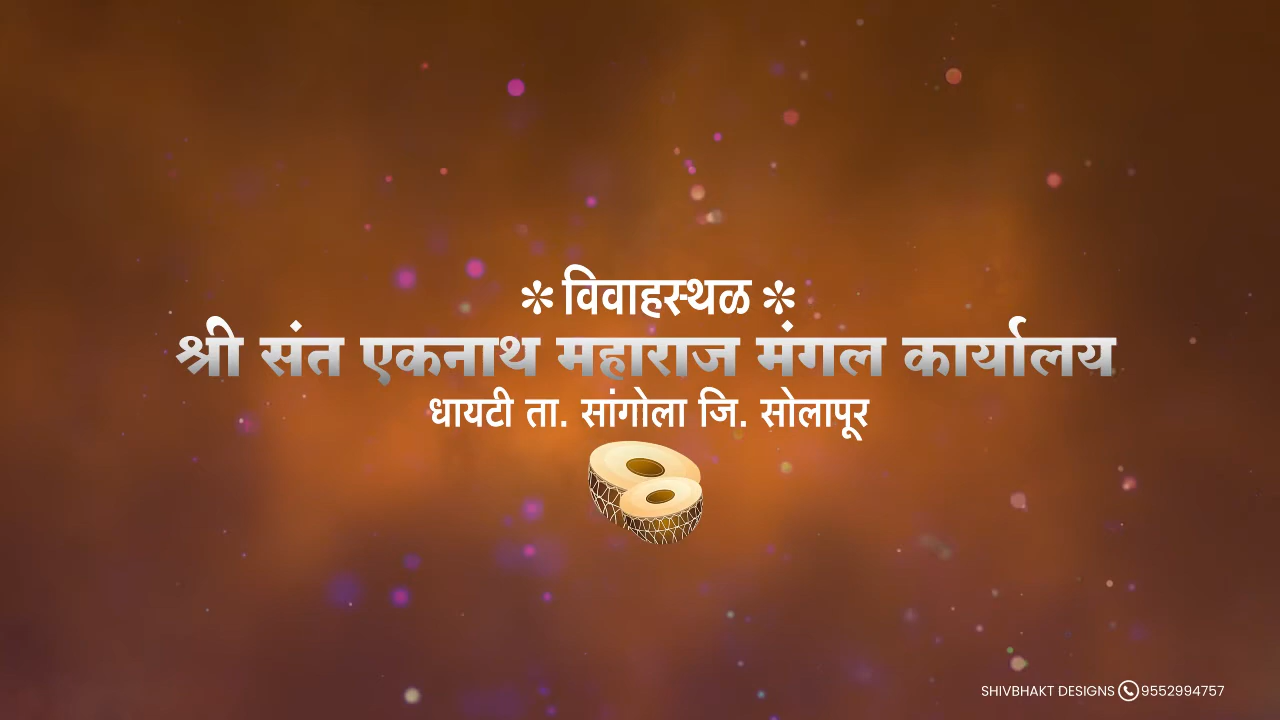 ✻ विवाहस्थळ ✻
श्री संत एकनाथ महाराज मंगल कार्यालय
धायटी ता. सांगोला जि. सोलापूर
SHIVBHAKT DESIGNS 9552994757